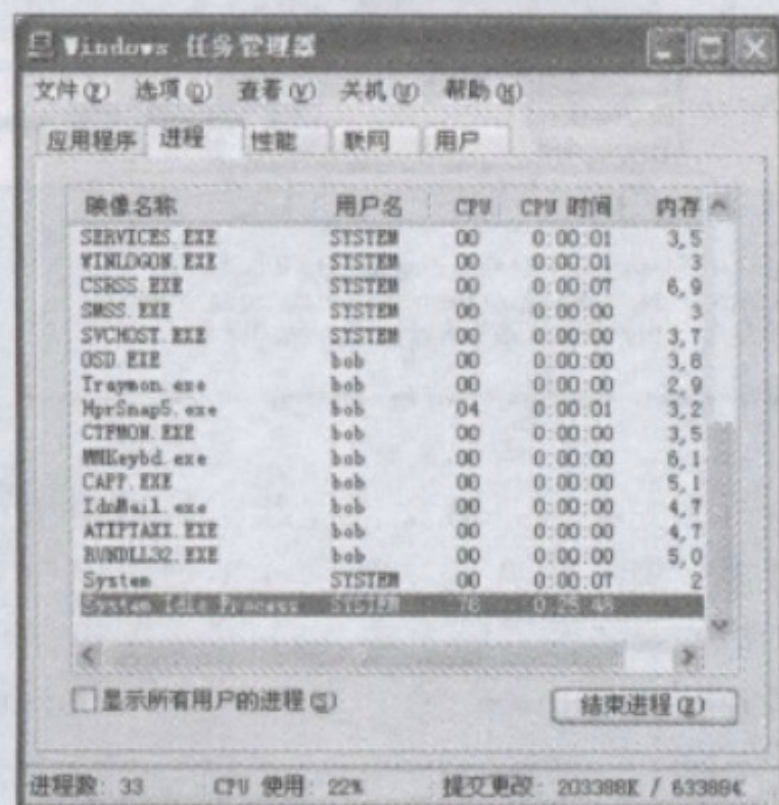 Windows 任务管理器
文件(F) 选项(O) 查看(V) 关机(U) 帮助(H)
应用程序 进程 性能 联网 用户
映像名称 用户名 CPU CPU 时间 内存
SERVICES.EXE SYSTEM 00 0:00:01 3,5
WINLOGON.EXE SYSTEM 00 0:00:01 3
CSRSS.EXE SYSTEM 00 0:00:07 6,9
SMSS.EXE SYSTEM 00 0:00:00 3
SVCHOST.EXE SYSTEM 00 0:00:00 3,7
OSD.EXE bob 00 0:00:00 3,8
Traymon.exe bob 00 0:00:00 2,9
HprSnap5.exe bob 04 0:00:01 3,2
CTFMON.EXE bob 00 0:00:00 3,5
MMKeybd.exe bob 00 0:00:00 6,1
CAPP.EXE bob 00 0:00:00 5,1
IdnMail.exe bob 00 0:00:00 4,7
ATIPTAXX.EXE bob 00 0:00:00 4,7
RUNDLL32.EXE bob 00 0:00:00 5,0
System SYSTEM 00 0:00:07 2
System Idle Process SYSTEM 78 0:25:48
显示所有用户的进程(S) 结束进程(E)
进程数: 33 CPU 使用: 22% 提交更改: 203388K / 633884K